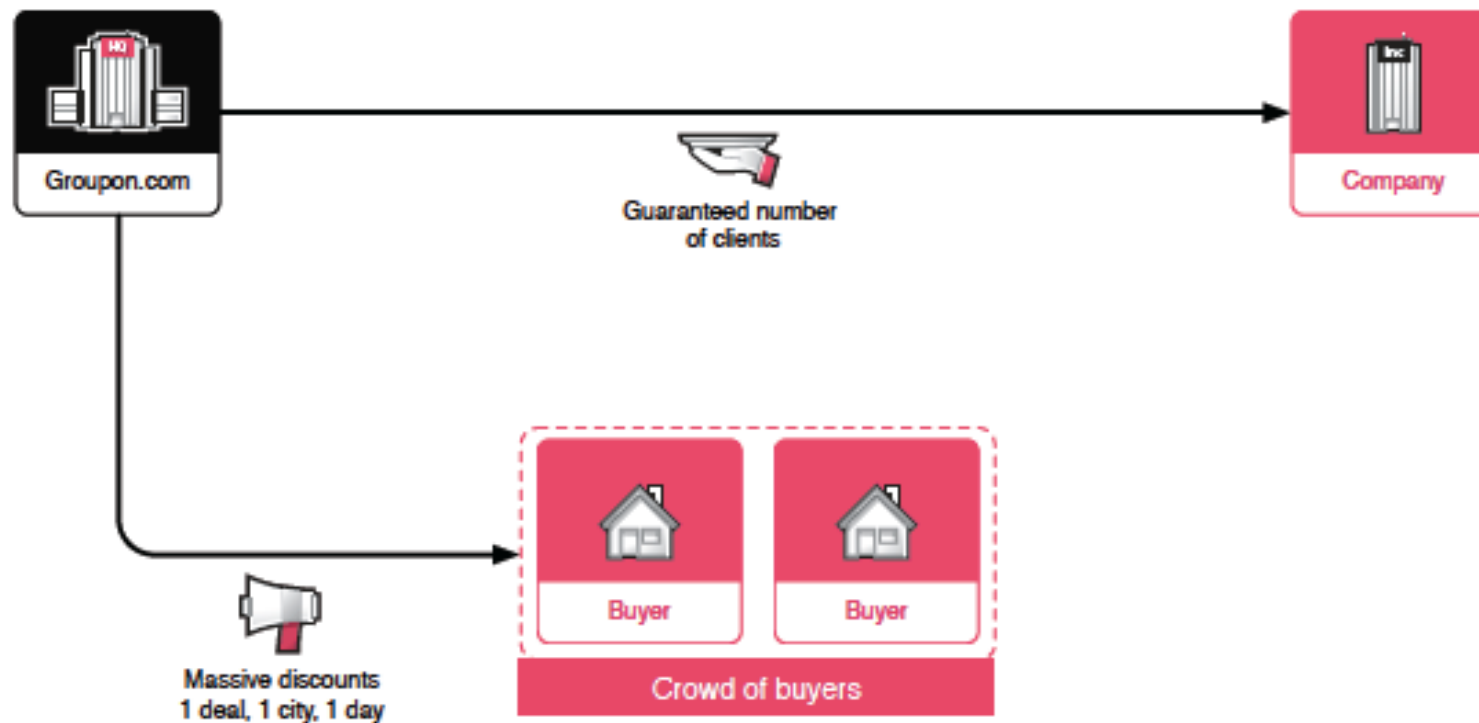 HQ
Inc
Groupon.com
Company
Guaranteed number
of clients
Buyer
Buyer
Massive discounts
1 deal, 1 city, 1 day
Crowd of buyers